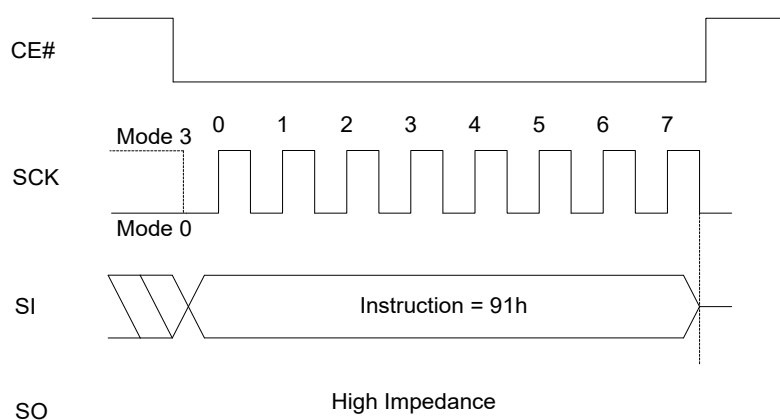 CE#
0 1 2 3 4 5 6 7
Mode 3
SCK
Mode 0
SI
Instruction = 91h
High Impedance
SO